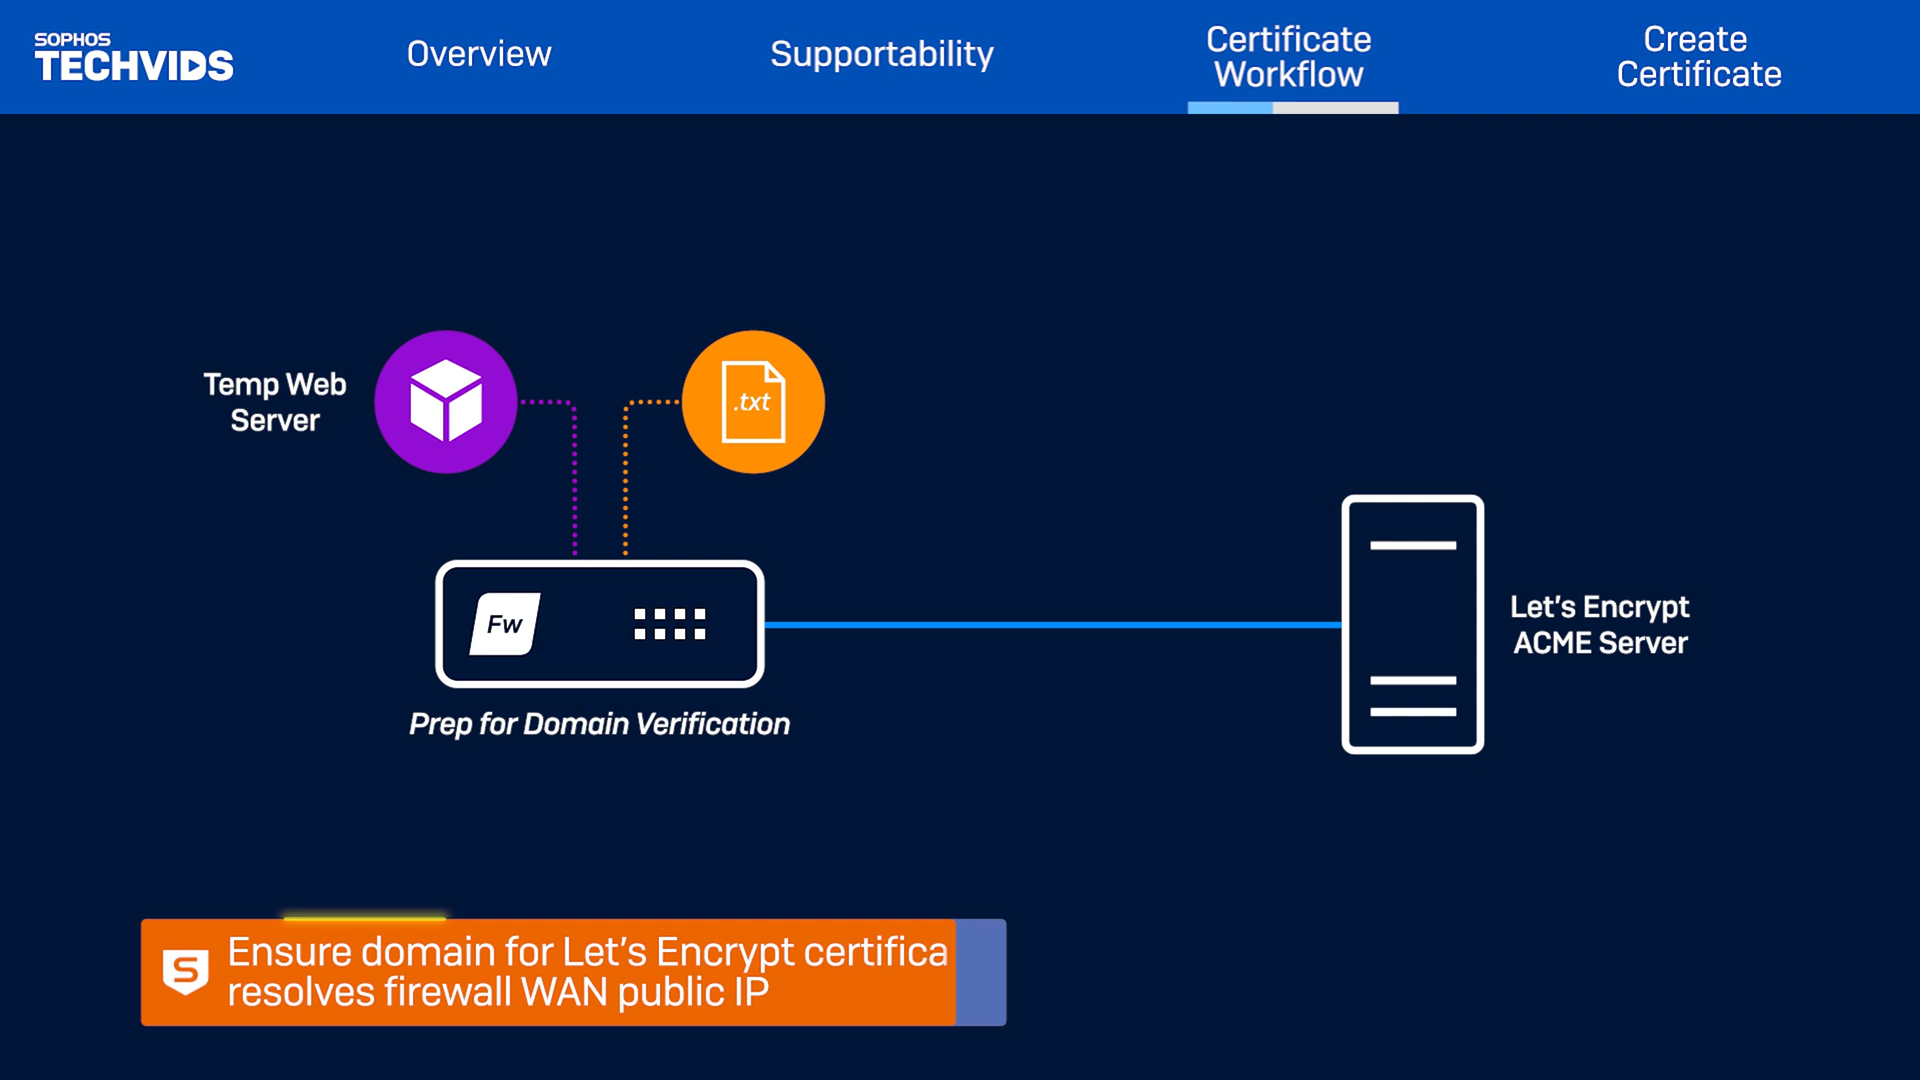 SOPHOS
TECHVIDS
Overview
Supportability
Certificate
Workflow
Create
Certificate
Temp Web
Server
.txt
Fw
Prep for Domain Verification
Let's Encrypt
ACME Server
S
Ensure domain for Let's Encrypt certifica
resolves firewall WAN public IP